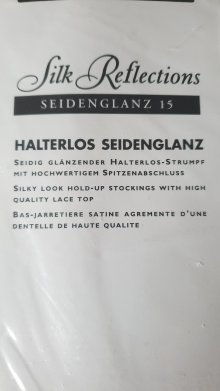 Silk Reflections
SEIDENGLANZ 15
HALTERLOS SEIDENGLANZ
SEIDIG GLÄNZENDER HALTERLOS-STRUMPF
MIT HOCHWERTIGEM SPITZENABSCHLUSS
SILKY LOOK HOLD-UP STOCKINGS WITH HIGH
QUALITY LACE TOP
BAS-JARRETIERE SATINE AGREMENTE D'UNE
DENTELLE DE HAUTE QUALITE